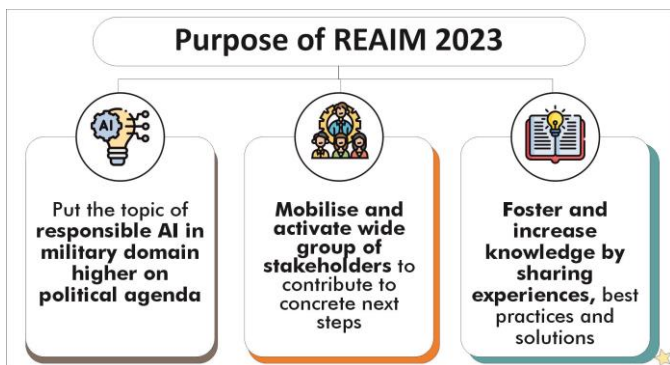 Purpose of REAIM 2023
AI
Put the topic of
responsible AI in
military domain
higher on
political agenda
Mobilise and
activate wide
group of
stakeholders to
contribute to
concrete next
steps
Foster and
increase
knowledge by
sharing
experiences, best
practices and
solutions